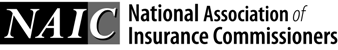 NAIC National Association of
Insurance Commissioners